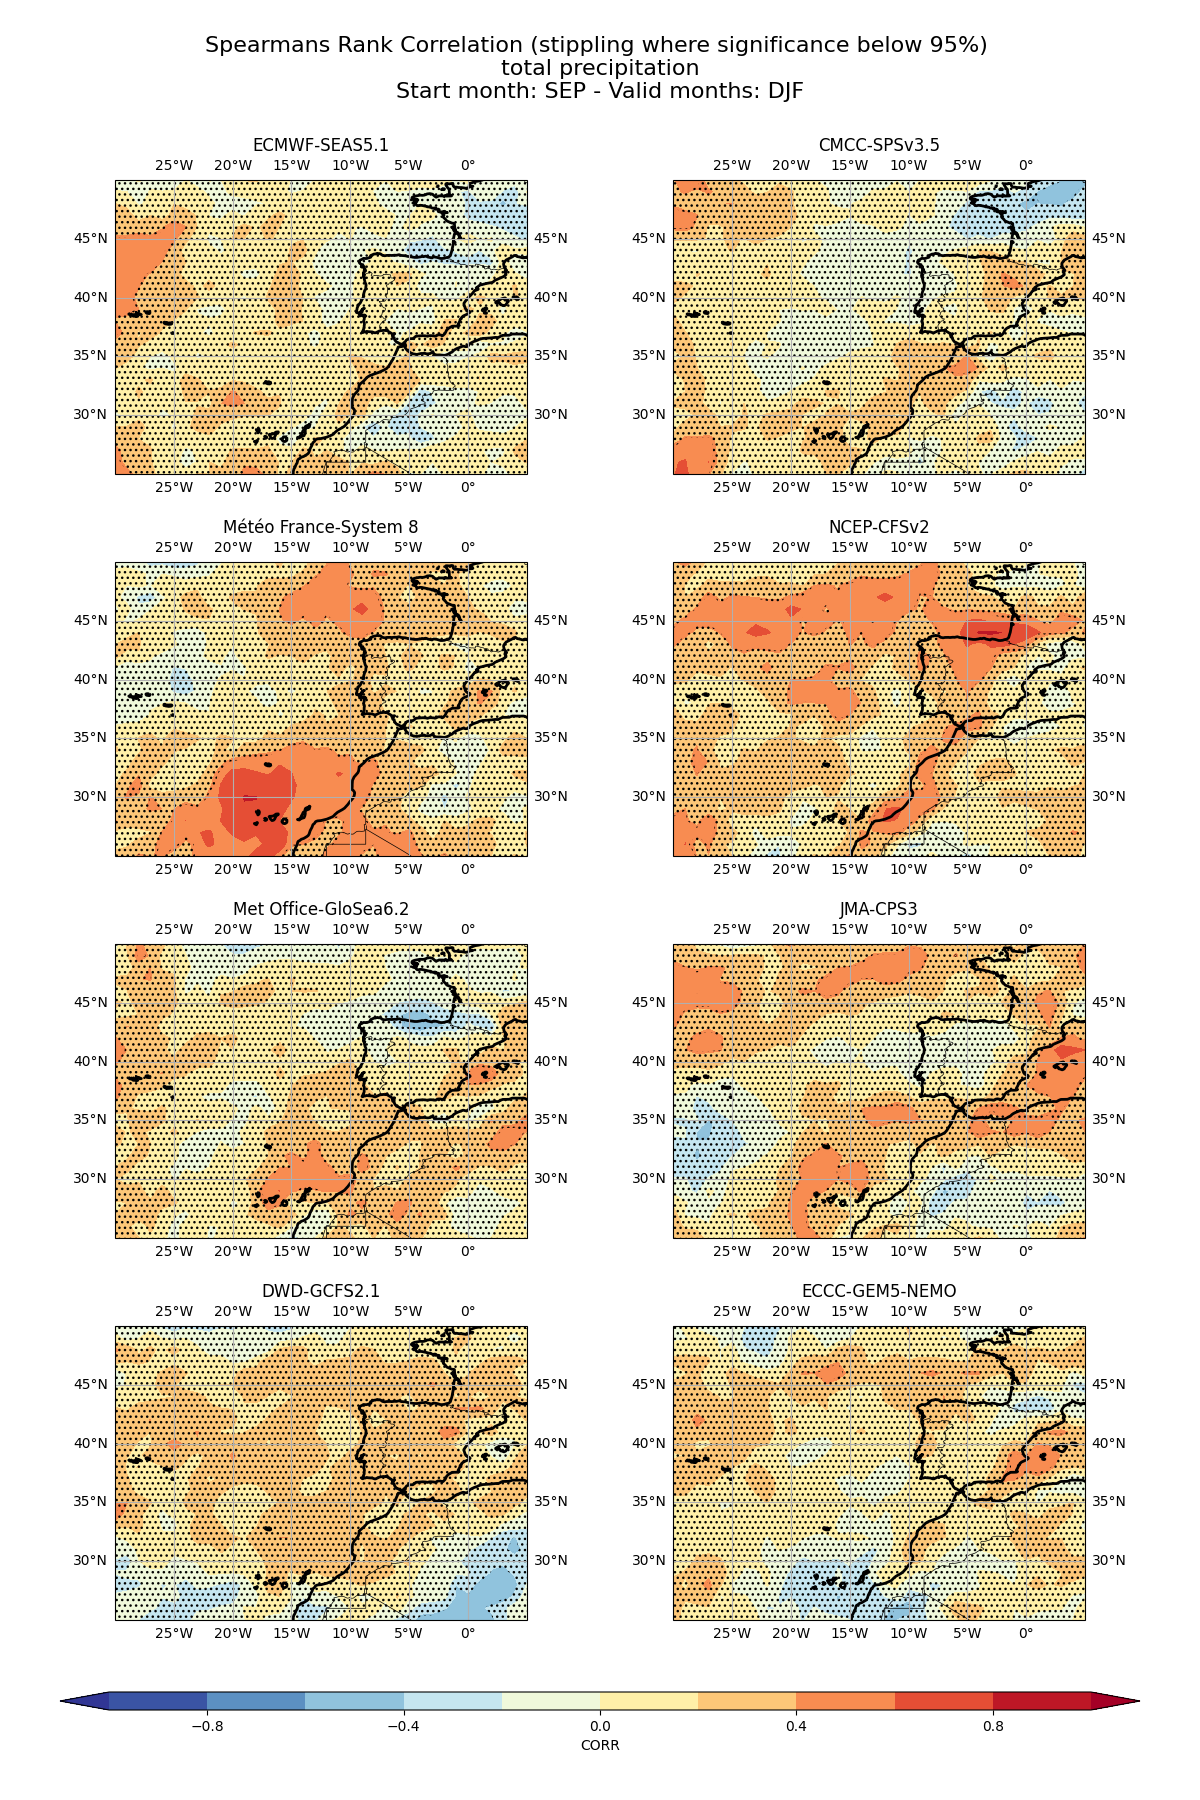 Spearmans Rank Correlation (stippling where significance below 95%)
total precipitation
Start month: SEP - Valid months: DJF
ECMWF-SEAS5.1 CMCC-SPSv3.5
25°W 20°W 15°W 10°W 5°W 0° 25°W 20°W 15°W 10°W 5°W 0°
45°N 45°N 45°N 45°N
40°N 40°N 40°N 40°N
35°N 35°N 35°N 35°N
30°N 30°N 30°N 30°N
25°W 20°W 15°W 10°W 5°W 0° 25°W 20°W 15°W 10°W 5°W 0°
Météo France-System 8 NCEP-CFSv2
25°W 20°W 15°W 10°W 5°W 0° 25°W 20°W 15°W 10°W 5°W 0°
45°N 45°N 45°N 45°N
40°N 40°N 40°N 40°N
35°N 35°N 35°N 35°N
30°N 30°N 30°N 30°N
25°W 20°W 15°W 10°W 5°W 0° 25°W 20°W 15°W 10°W 5°W 0°
Met Office-GloSea6.2 JMA-CPS3
25°W 20°W 15°W 10°W 5°W 0° 25°W 20°W 15°W 10°W 5°W 0°
45°N 45°N 45°N 45°N
40°N 40°N 40°N 40°N
35°N 35°N 35°N 35°N
30°N 30°N 30°N 30°N
25°W 20°W 15°W 10°W 5°W 0° 25°W 20°W 15°W 10°W 5°W 0°
DWD-GCFS2.1 ECCC-GEM5-NEMO
25°W 20°W 15°W 10°W 5°W 0° 25°W 20°W 15°W 10°W 5°W 0°
45°N 45°N 45°N 45°N
40°N 40°N 40°N 40°N
35°N 35°N 35°N 35°N
30°N 30°N 30°N 30°N
25°W 20°W 15°W 10°W 5°W 0° 25°W 20°W 15°W 10°W 5°W 0°
−0.8 −0.4 0.0 0.4 0.8
CORR